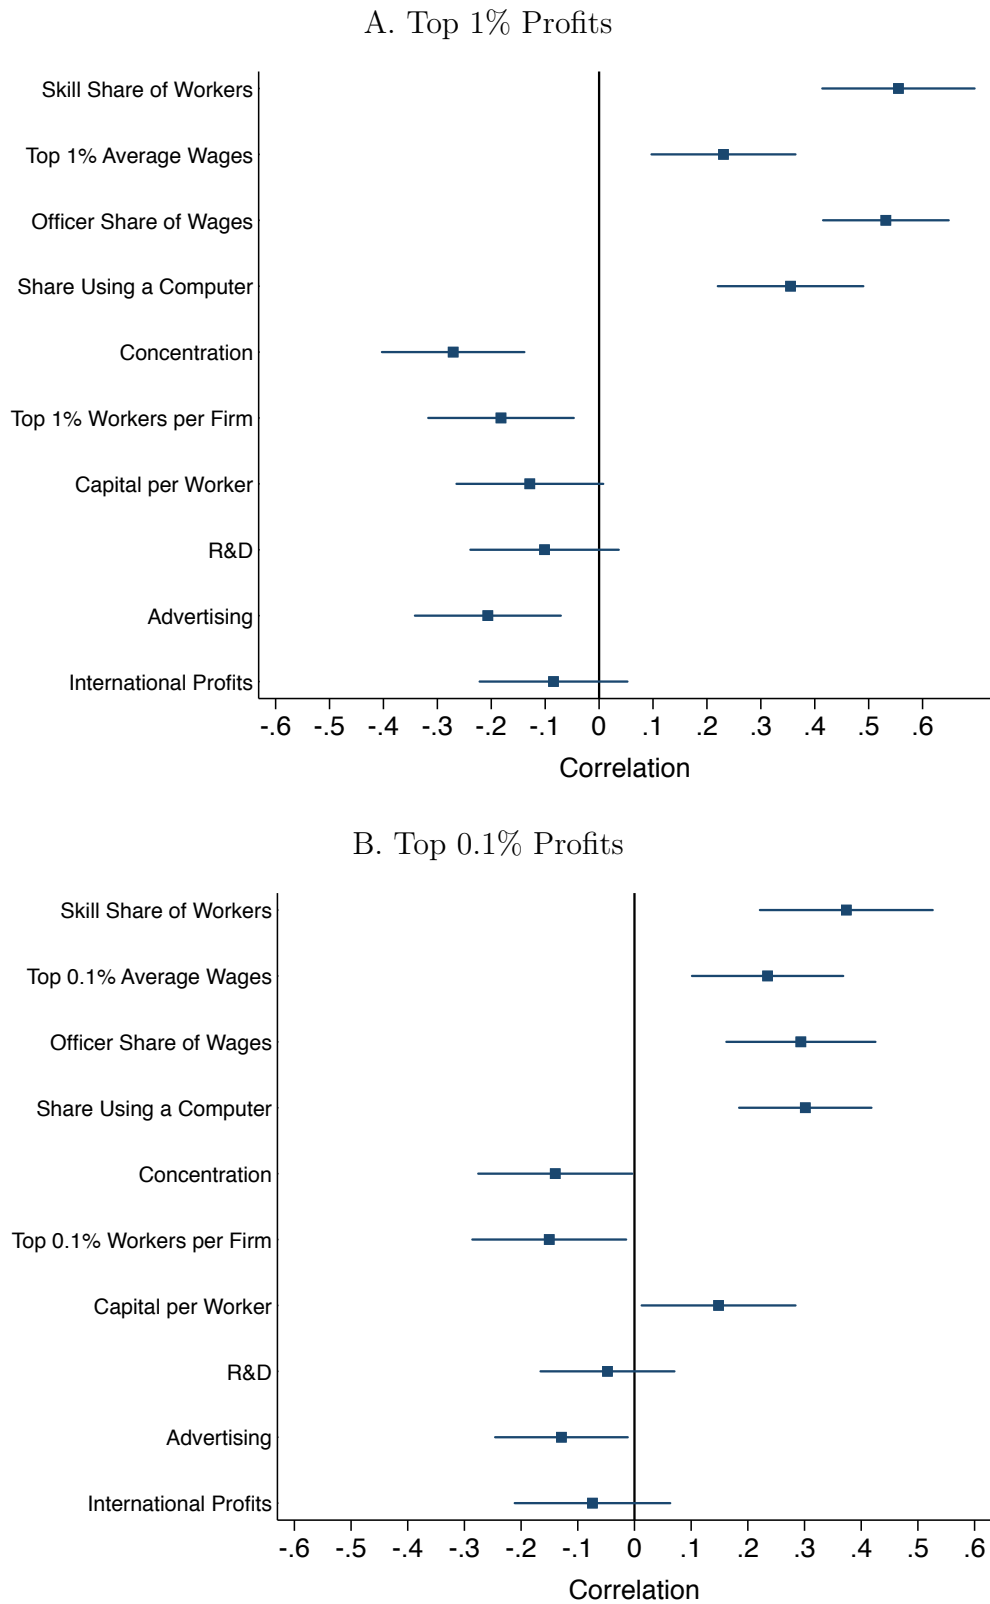 A. Top 1% Profits
Skill Share of Workers
Top 1% Average Wages
Officer Share of Wages
Share Using a Computer
Concentration
Top 1% Workers per Firm
Capital per Worker
R&D
Advertising
International Profits
-.6 -.5 -.4 -.3 -.2 -.1 0 .1 .2 .3 .4 .5 .6
Correlation
B. Top 0.1% Profits
Skill Share of Workers
Top 0.1% Average Wages
Officer Share of Wages
Share Using a Computer
Concentration
Top 0.1% Workers per Firm
Capital per Worker
R&D
Advertising
International Profits
-.6 -.5 -.4 -.3 -.2 -.1 0 .1 .2 .3 .4 .5 .6
Correlation